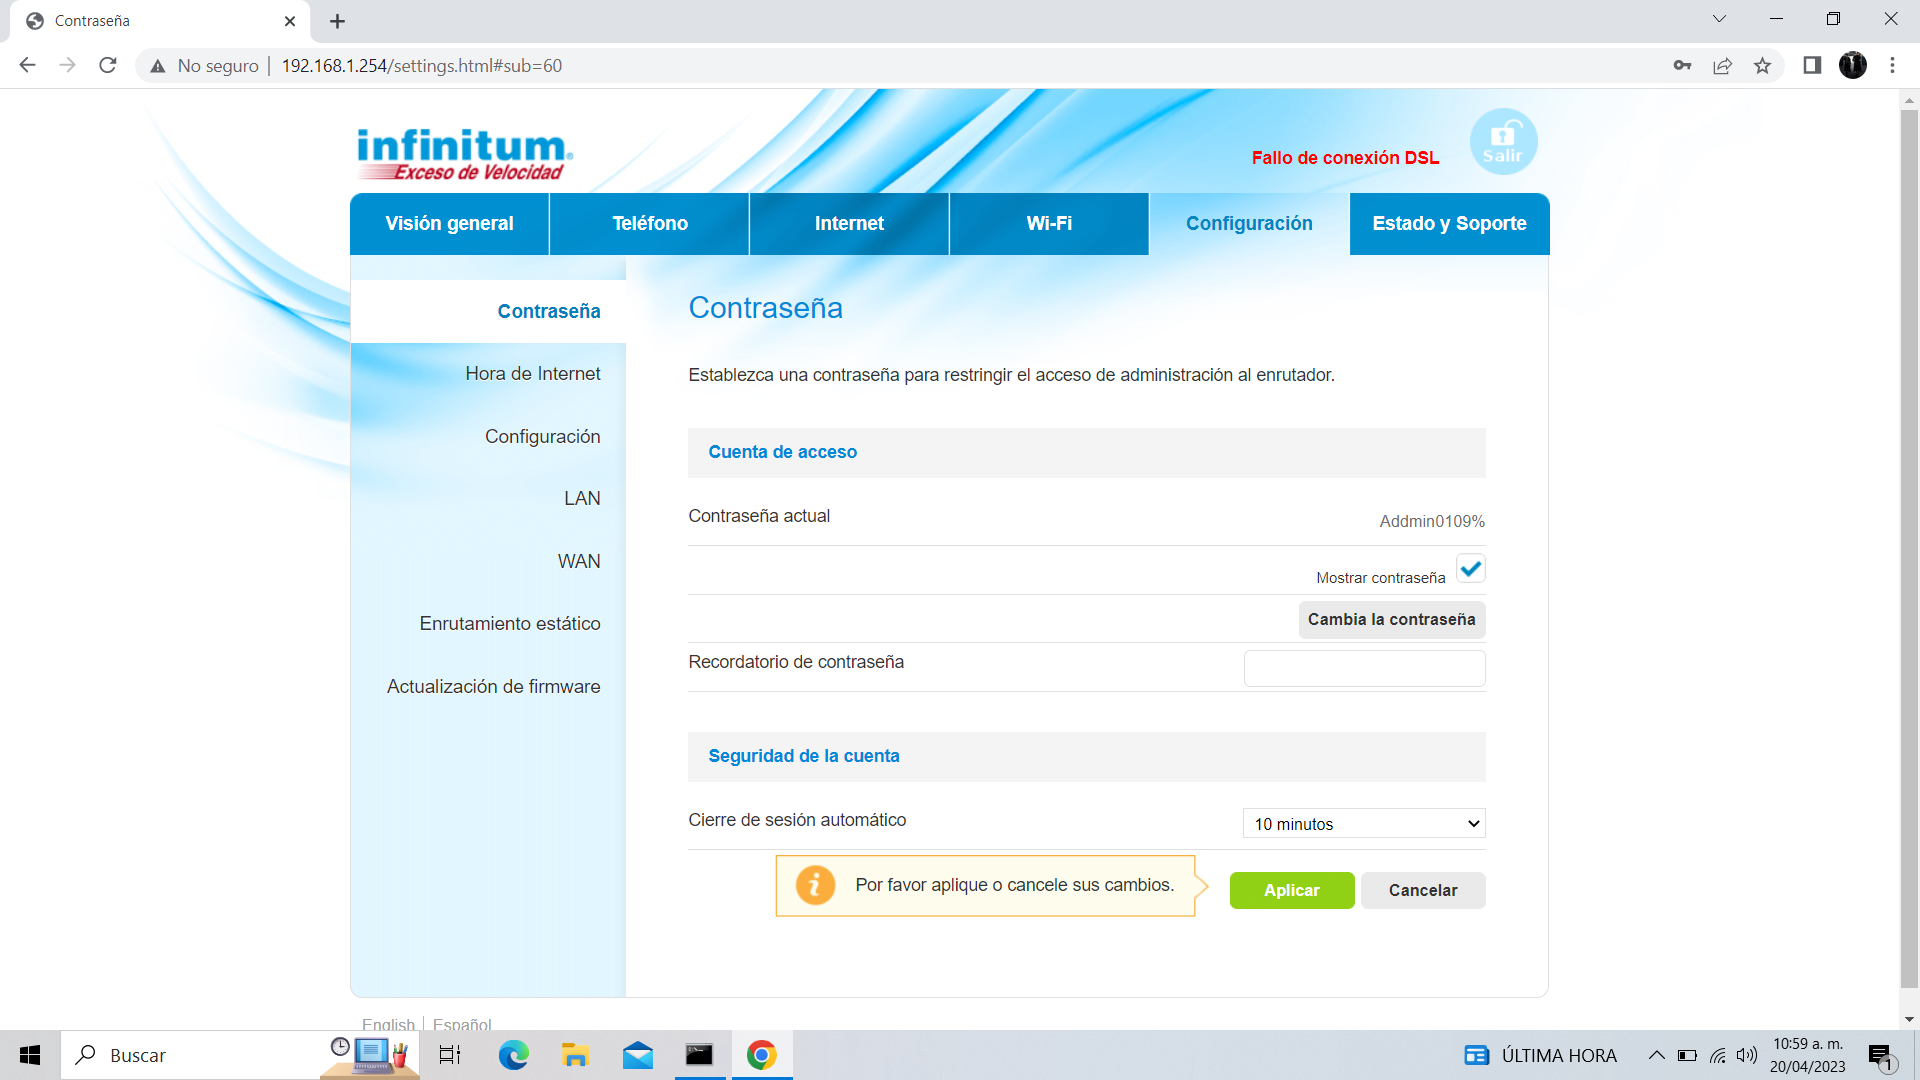 Contraseña
No seguro
192.168.1.254/settings.html#sub=60
infinitum®
Exceso de Velocidad
Fallo de conexión DSL
Salir
Visión general
Teléfono
Internet
Wi-Fi
Configuración
Estado y Soporte
Contraseña
Hora de Internet
Configuración
LAN
WAN
Enrutamiento estático
Actualización de firmware
Contraseña
Establezca una contraseña para restringir el acceso de administración al enrutador.
Cuenta de acceso
Contraseña actual
Addmin0109%
Mostrar contraseña
Cambia la contraseña
Recordatorio de contraseña
Seguridad de la cuenta
Cierre de sesión automático
10 minutos
Por favor aplique o cancele sus cambios.
Aplicar
Cancelar
English
Español
Buscar
ÚLTIMA HORA
10:59 a. m.
20/04/2023
1